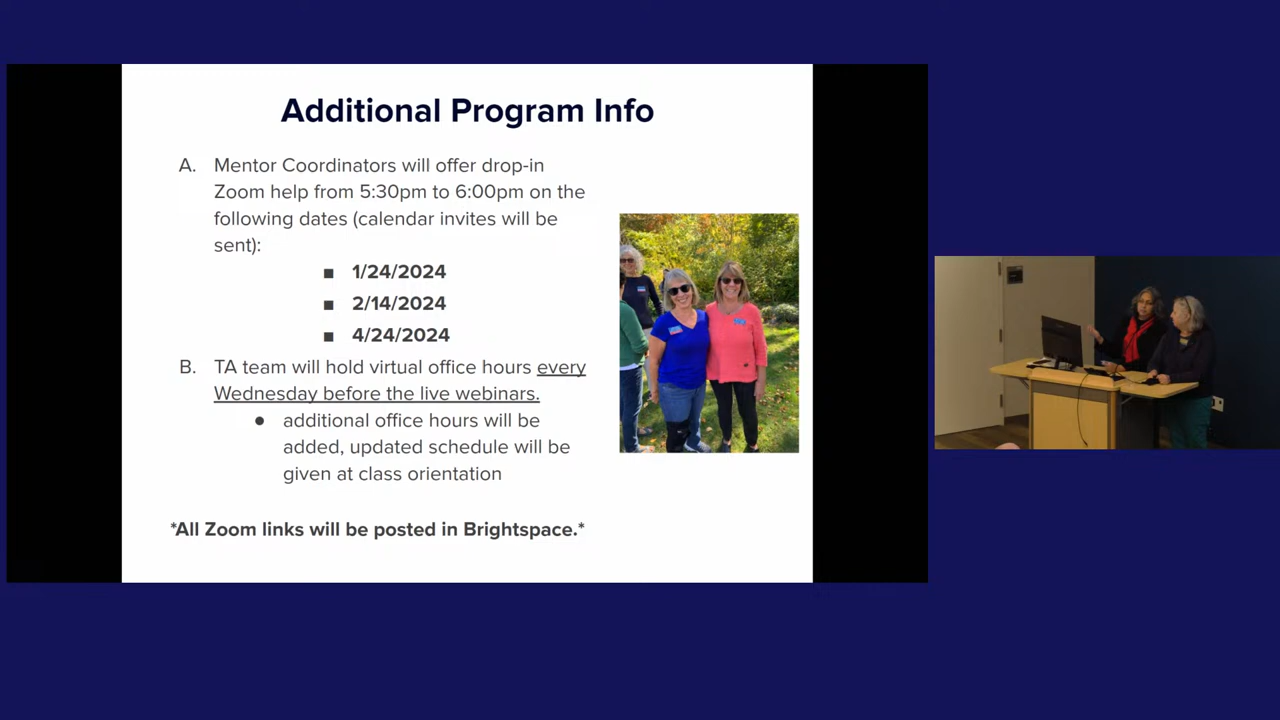 Additional Program Info
A. Mentor Coordinators will offer drop-in
Zoom help from 5:30pm to 6:00pm on the
following dates (calendar invites will be
sent):
■ 1/24/2024
■ 2/14/2024
■ 4/24/2024
B. TA team will hold virtual office hours every
Wednesday before the live webinars.
● additional office hours will be
added, updated schedule will be
given at class orientation
*All Zoom links will be posted in Brightspace.*